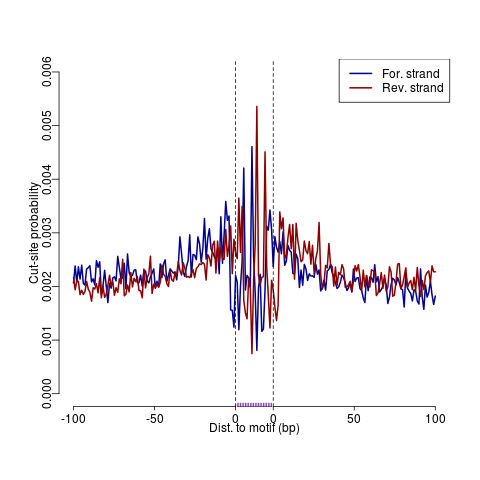 For. strand
Rev. strand
Cut-site probability
0.006
0.005
0.004
0.003
0.002
0.001
0.000
-100 -50 0 0 50 100
Dist. to motif (bp)